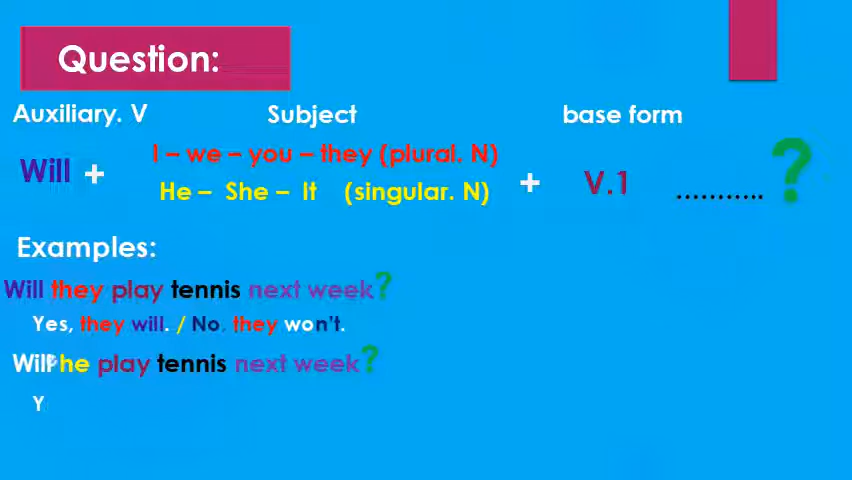 Question:
Auxiliary. V Subject base form
I – we – you – they (plural. N)
Will + + V.1 ........... ?
He – She – It (singular. N)
Examples:
Will they play tennis next week?
Yes, they will. / No, they won't.
Will he play tennis next week?
Y